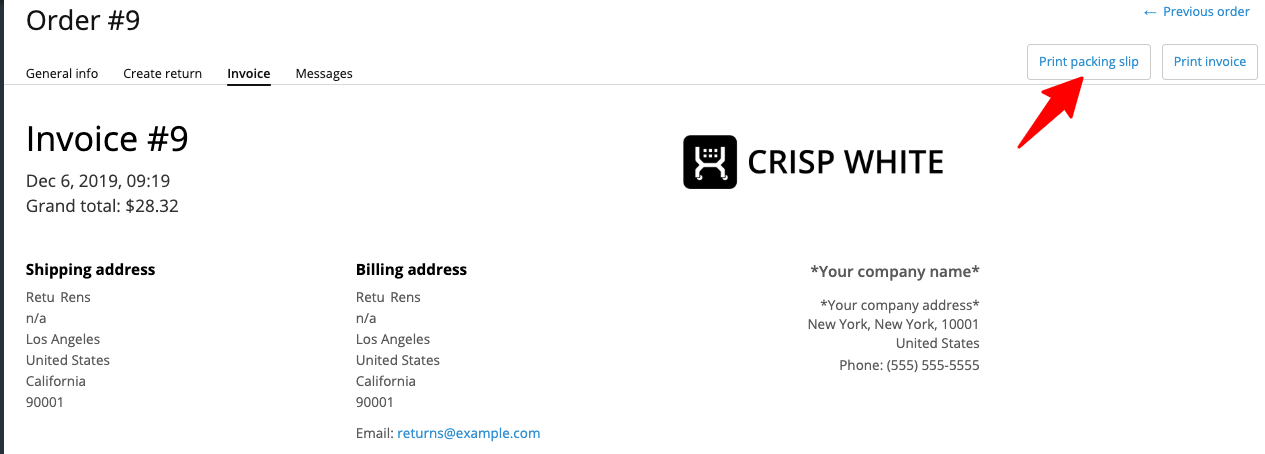 Order #9
← Previous order
General info Create return Invoice Messages
Print packing slip Print invoice
Invoice #9
CRISP WHITE
Dec 6, 2019, 09:19
Grand total: $28.32
Shipping address
Retu Rens
n/a
Los Angeles
United States
California
90001
Billing address
Retu Rens
n/a
Los Angeles
United States
California
90001
Email: returns@example.com
*Your company name*
*Your company address*
New York, New York, 10001
United States
Phone: (555) 555-5555